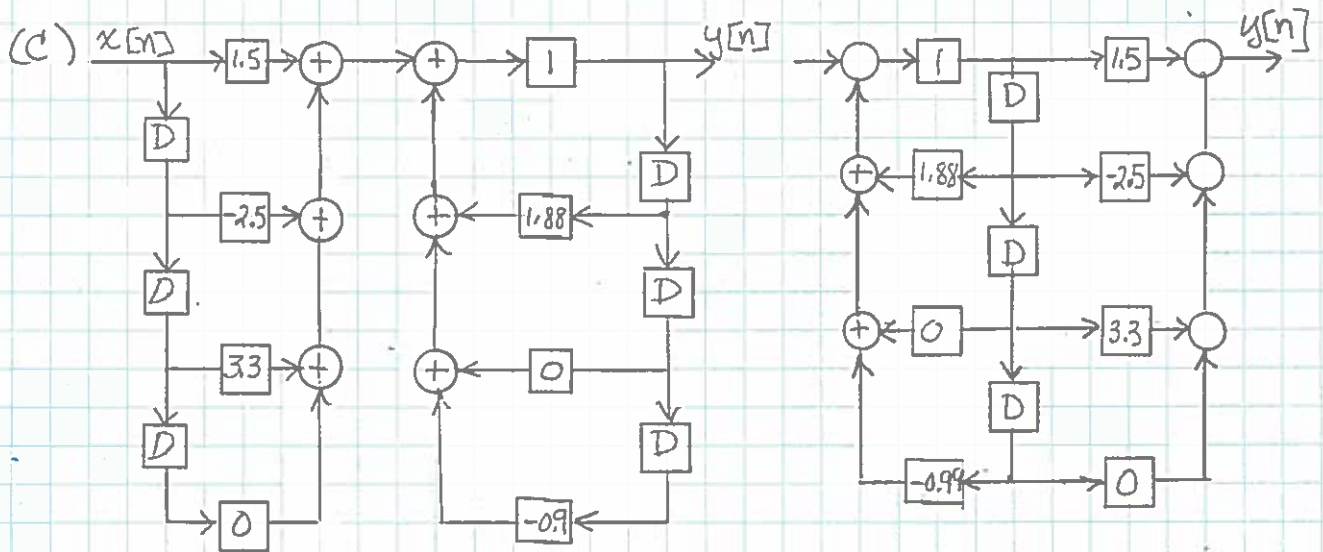 (C) x[n] 1.5 + + 1 y[n] 1 1.5 y[n]
D D
D
+ 1.88 -2.5
-2.5 + + 1.88
D
D D
+ 0 3.3
3.3 + + 0
D
D D
-0.99 0
0 -0.9